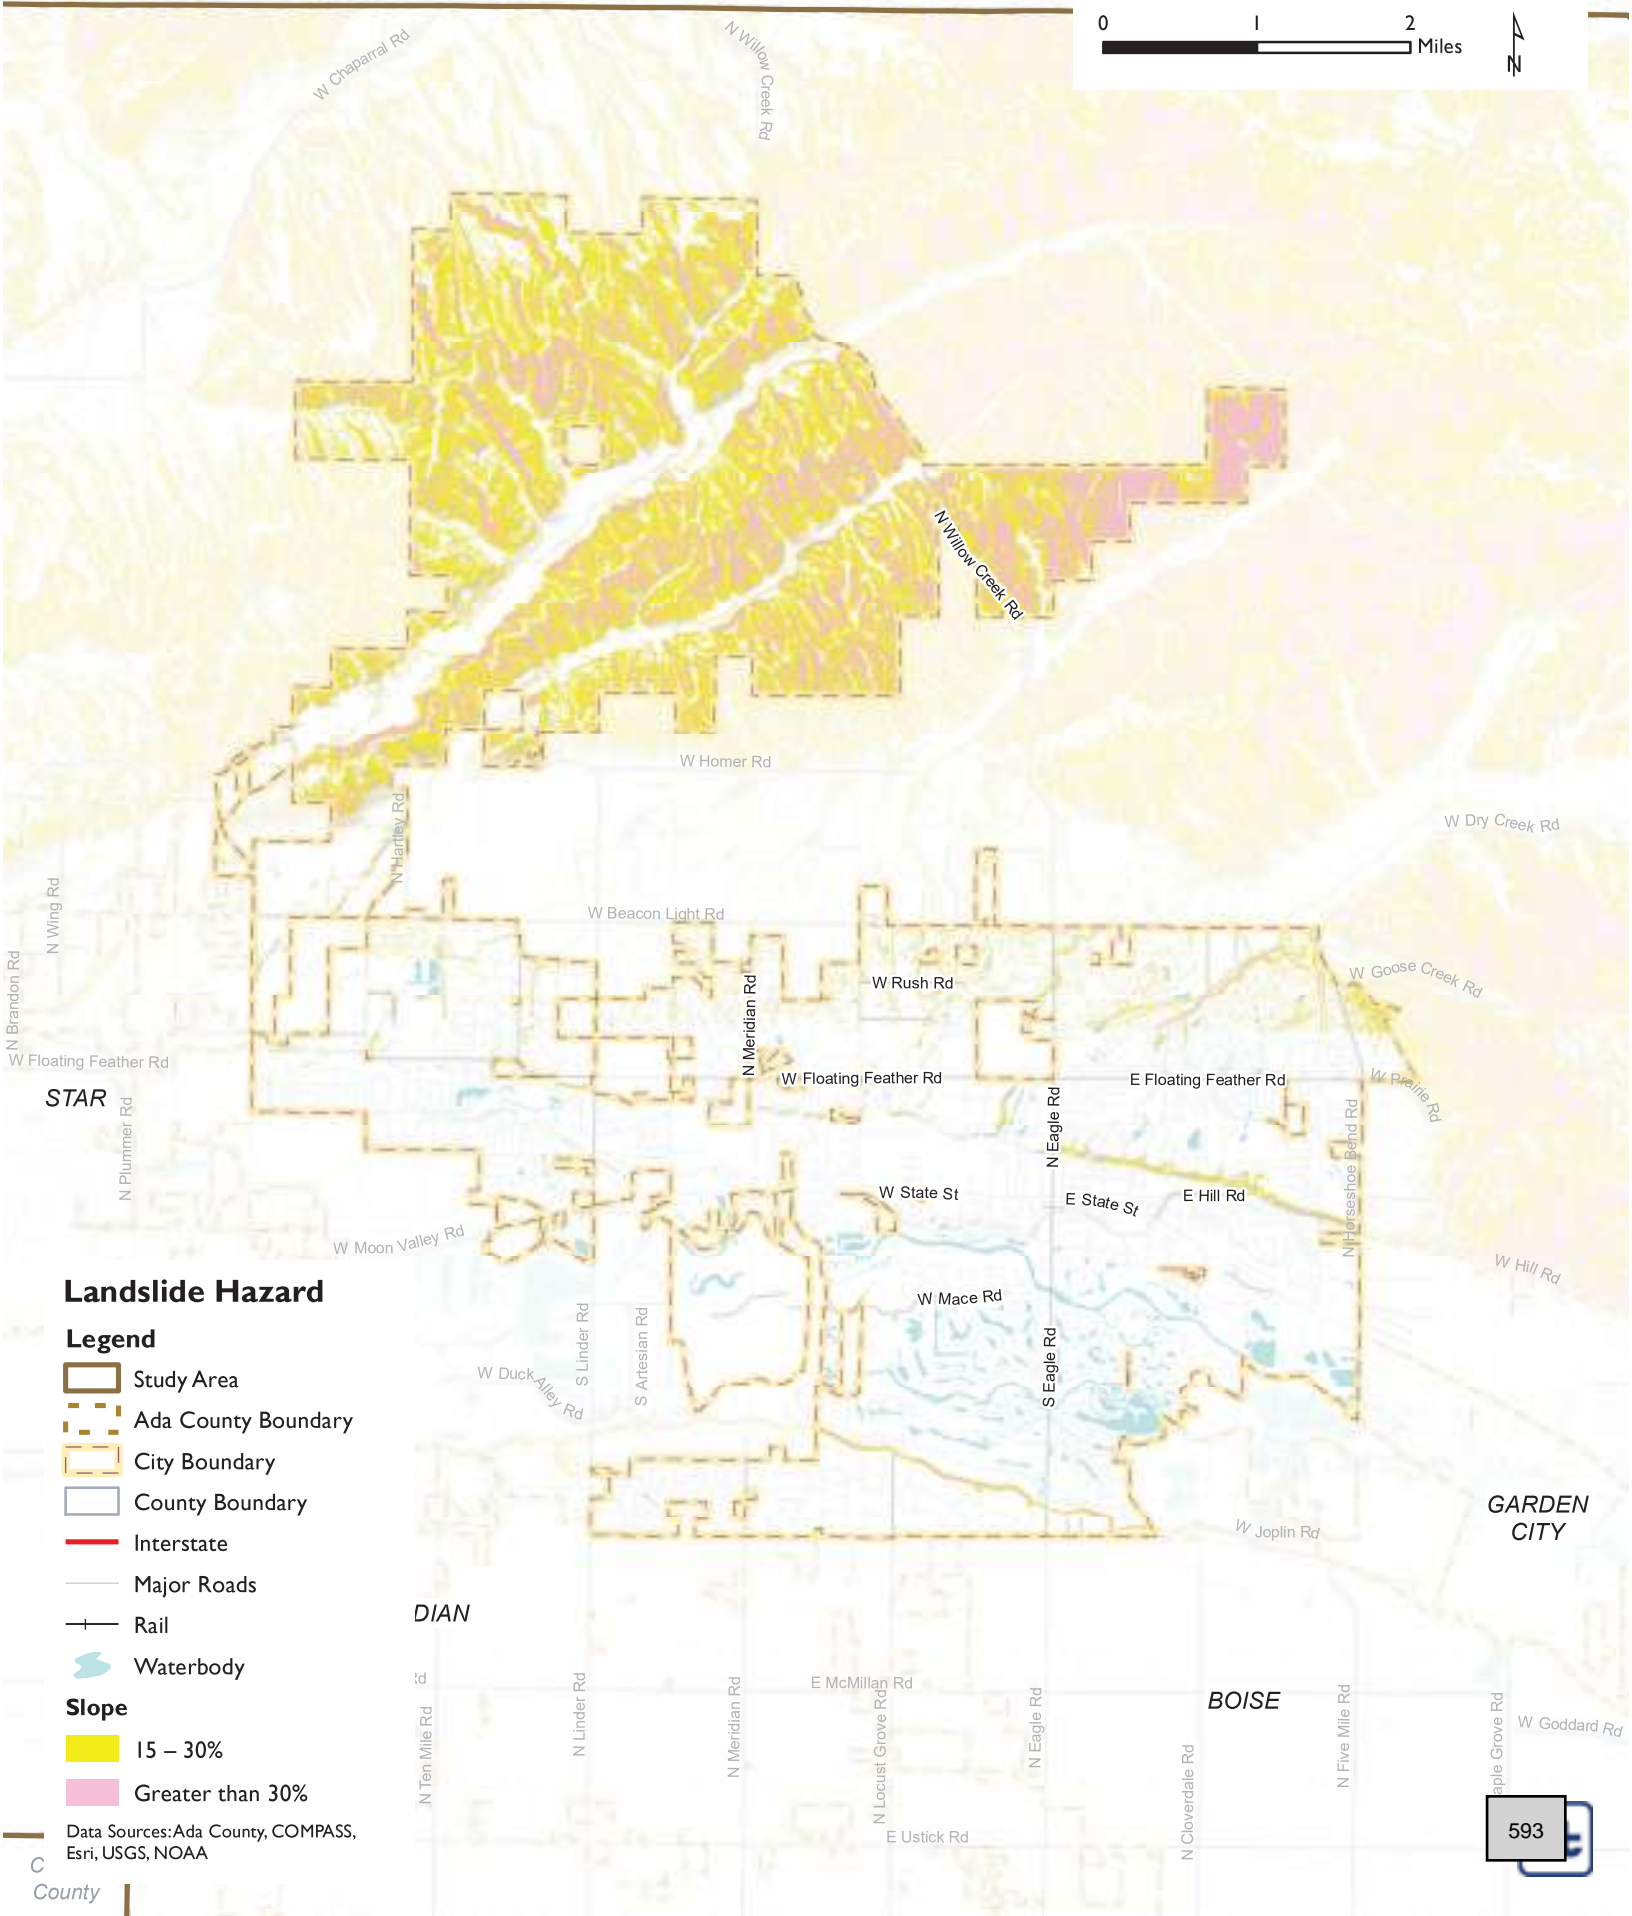 0 1 2
Miles
N
W Chaparral Rd
N Willow Creek Rd
N Willow Creek Rd
W Homer Rd
N Hartley Rd
W Dry Creek Rd
N Wing Rd
W Beacon Light Rd
N Brandon Rd
W Rush Rd
W Goose Creek Rd
N Meridian Rd
W Floating Feather Rd
W Floating Feather Rd
E Floating Feather Rd
W Prairie Rd
STAR
N Plummer Rd
N Eagle Rd
N Horseshoe Bend Rd
W State St
E State St
E Hill Rd
W Moon Valley Rd
W Hill Rd
W Mace Rd
S Linder Rd
S Artesian Rd
S Eagle Rd
W Duck Alley Rd
Landslide Hazard
Legend
Study Area
Ada County Boundary
City Boundary
County Boundary
Interstate
Major Roads
Rail
Waterbody
Slope
15 – 30%
Greater than 30%
Data Sources: Ada County, COMPASS,
Esri, USGS, NOAA
GARDEN
CITY
W Joplin Rd
DIAN
E McMillan Rd
BOISE
W Goddard Rd
N Ten Mile Rd
N Linder Rd
N Meridian Rd
N Locust Grove Rd
N Eagle Rd
N Cloverdale Rd
N Five Mile Rd
aple Grove Rd
E Ustick Rd
593
C
County